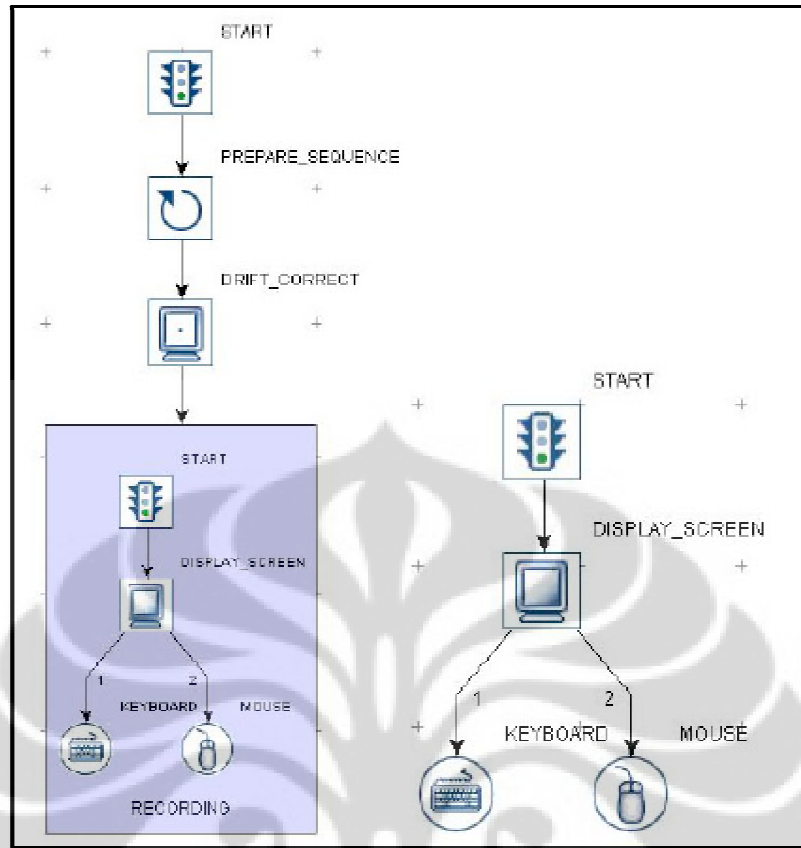 START
PREPARE_SEQUENCE
DRIFT_CORRECT
START
DISPLAY_SCREEN
1
2
KEYBOARD
MOUSE
RECORDING
START
DISPLAY_SCREEN
1
2
KEYBOARD
MOUSE